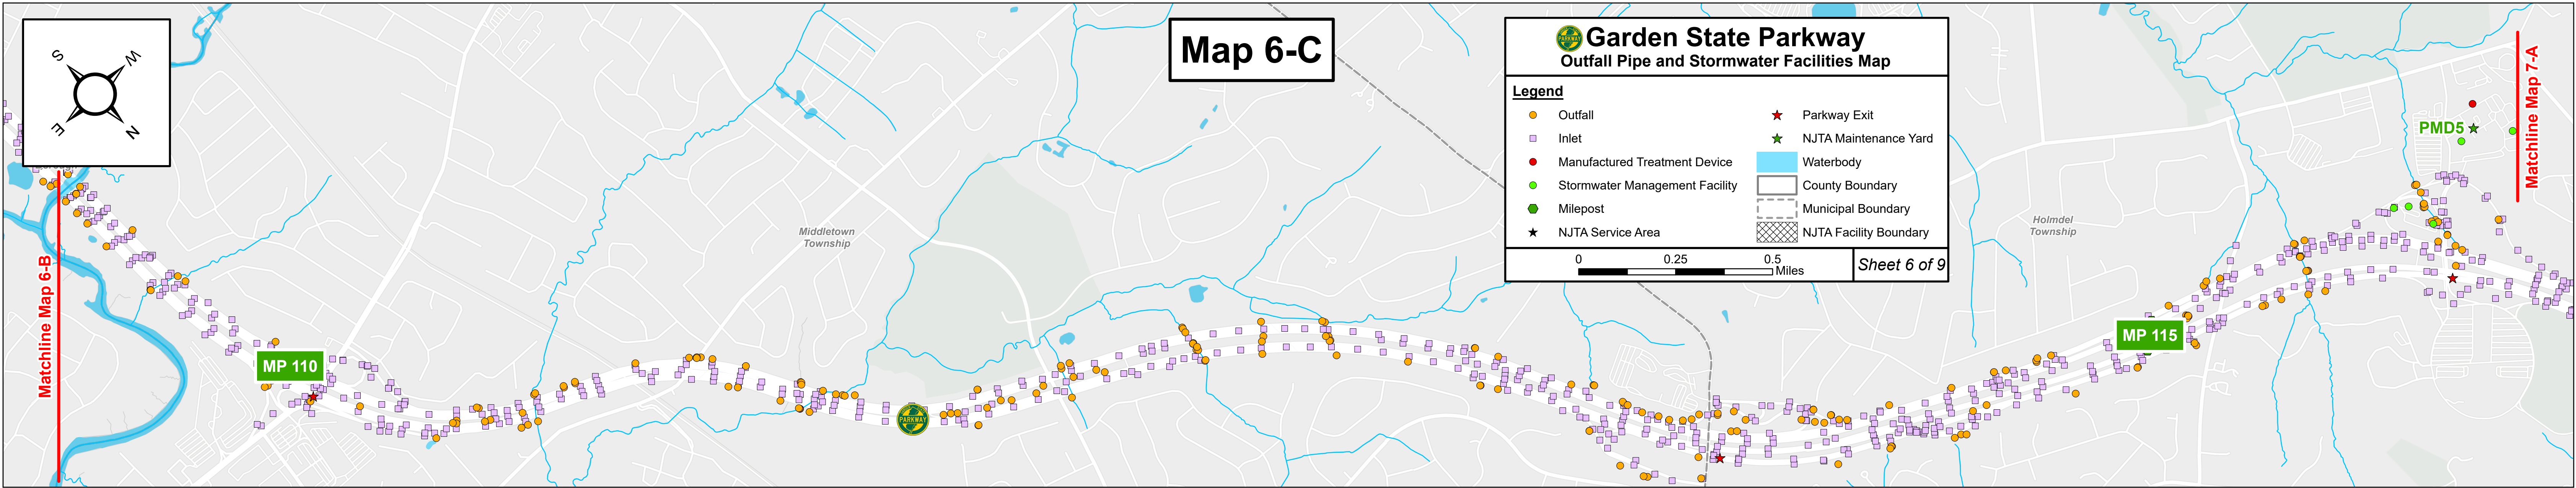 S
W
E
N
Map 6-C
PARKWAY
Garden State Parkway
Outfall Pipe and Stormwater Facilities Map
Legend
Outfall
Inlet
Manufactured Treatment Device
Stormwater Management Facility
Milepost
NJTA Service Area
Parkway Exit
NJTA Maintenance Yard
Waterbody
County Boundary
Municipal Boundary
NJTA Facility Boundary
0 0.25 0.5
Miles
Sheet 6 of 9
Matchline Map 6-B
MP 110
Middletown
Township
PARKWAY
Holmdel
Township
MP 115
PMD5
Matchline Map 7-A